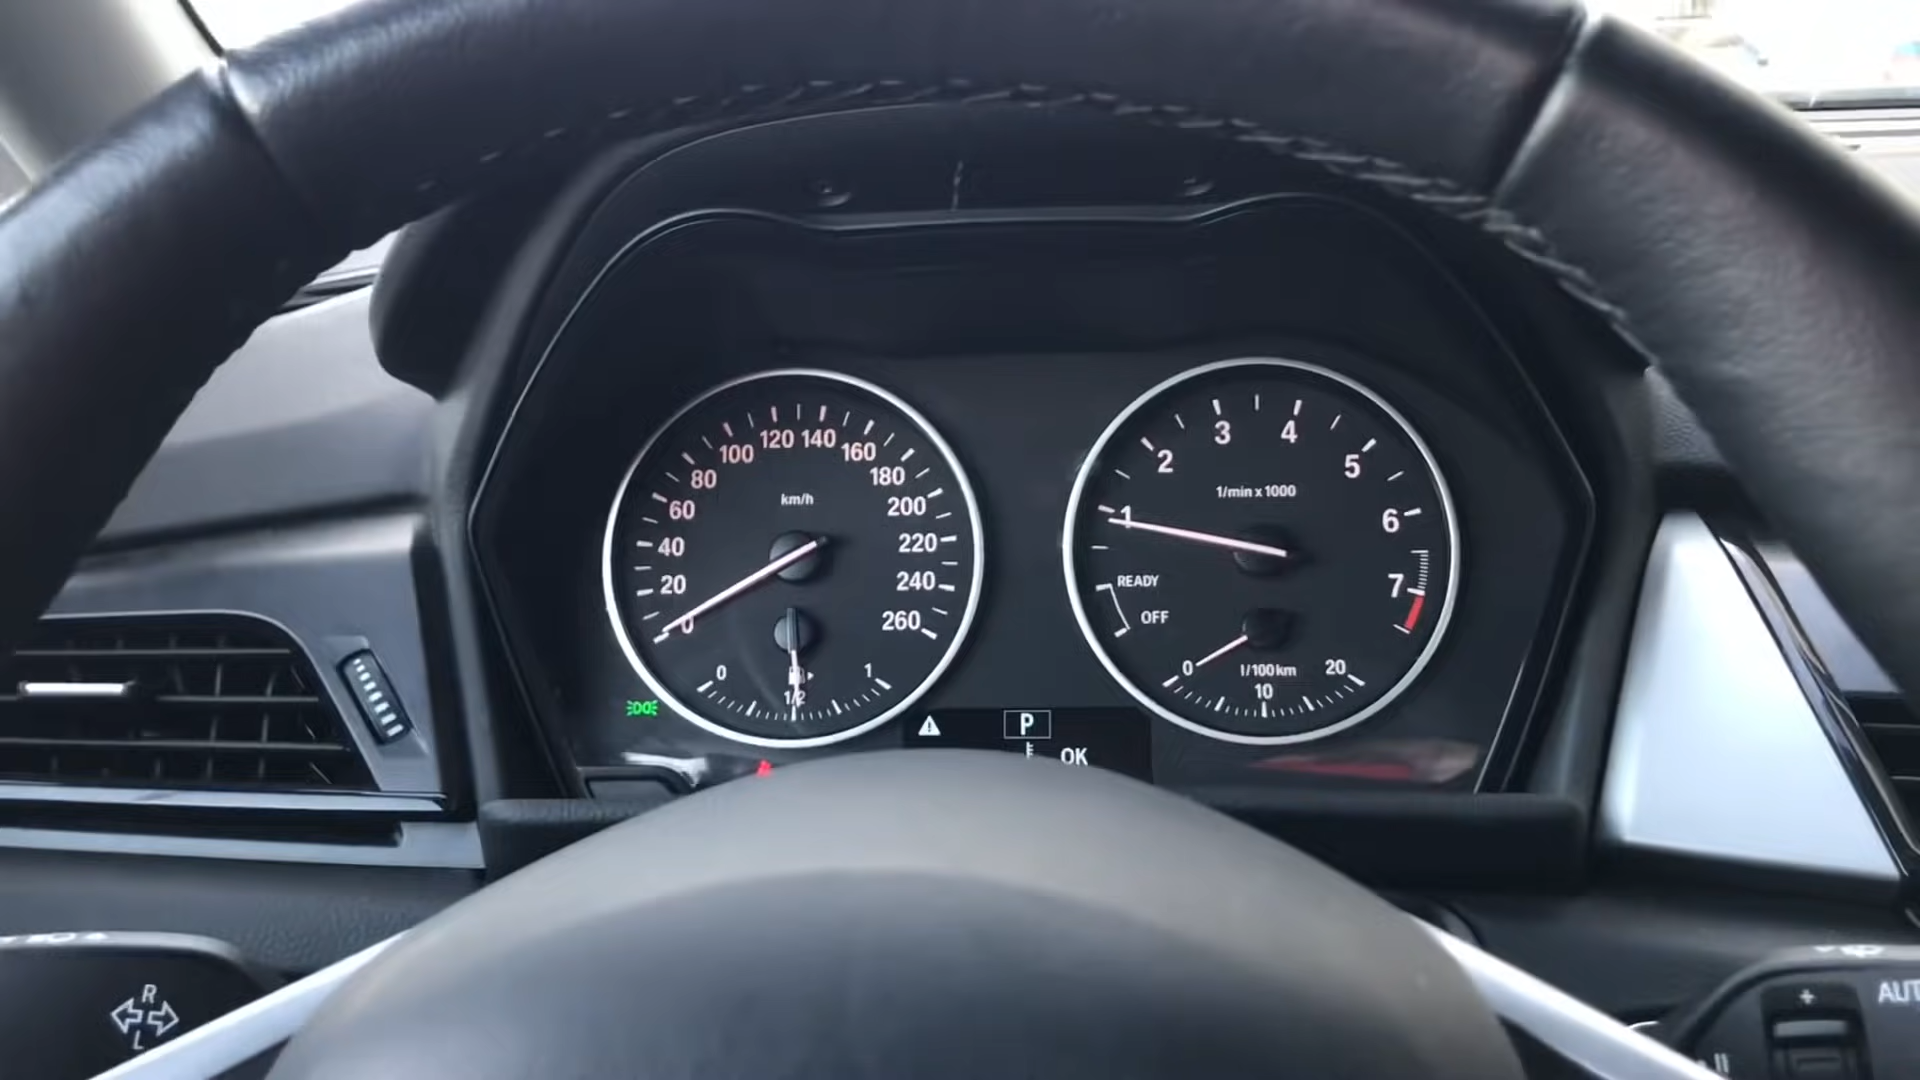 120 140
100 160
80 180
60 200
40 220
20 240
0 260
km/h
0 1/2 1
3 4
2 5
1 6
7
1/min x 1000
READY
OFF
0 l/100km 20
10
P
OK
R
L
AUT
+